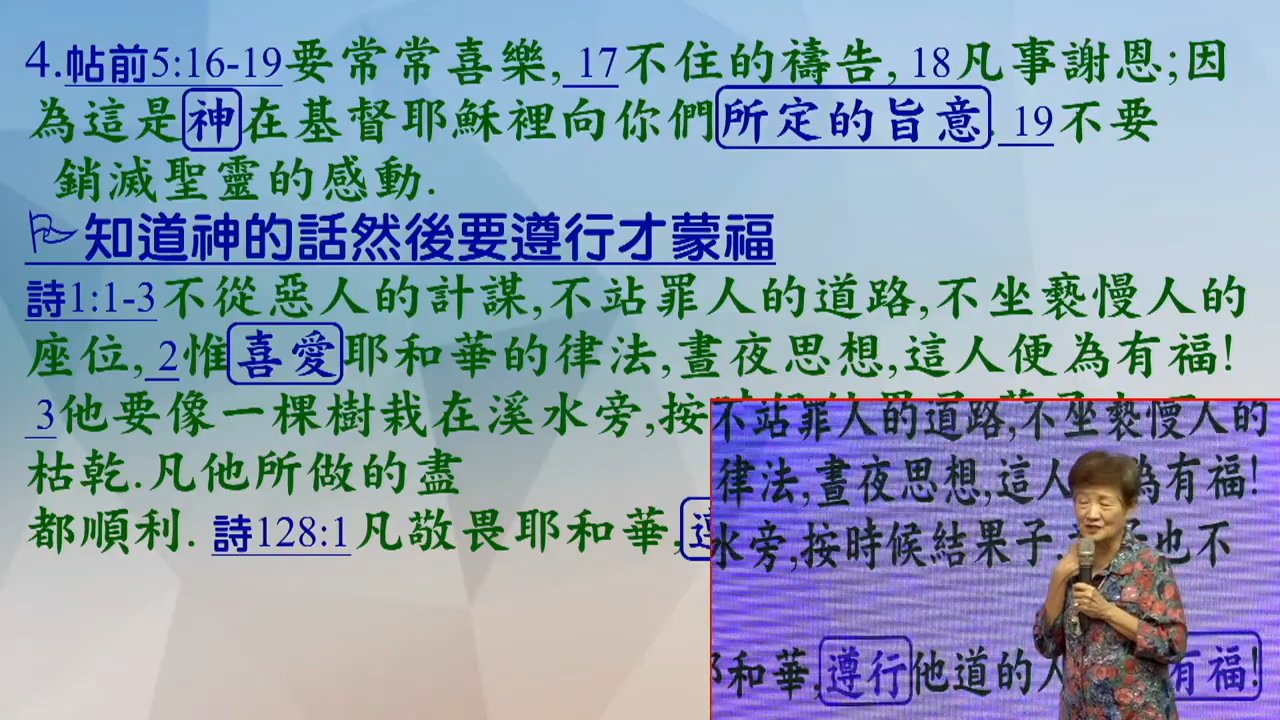 4.帖前5:16-19要常常喜樂, 17不住的禱告, 18凡事謝恩;因
為這是神在基督耶穌裡向你們所定的旨意. 19不要
銷滅聖靈的感動.
知道神的話然後要遵行才蒙福
詩1:1-3不從惡人的計謀,不站罪人的道路,不坐褻慢人的
座位, 2惟喜愛耶和華的律法,晝夜思想,這人便為有福!
3他要像一棵樹栽在溪水旁,按
枯乾.凡他所做的盡
都順利. 詩128:1凡敬畏耶和華,
不站罪人的道路,不坐褻慢人的
律法,晝夜思想,這人 為有福!
水旁,按時候結果子. 也不
和華,遵行他道的人 有福!